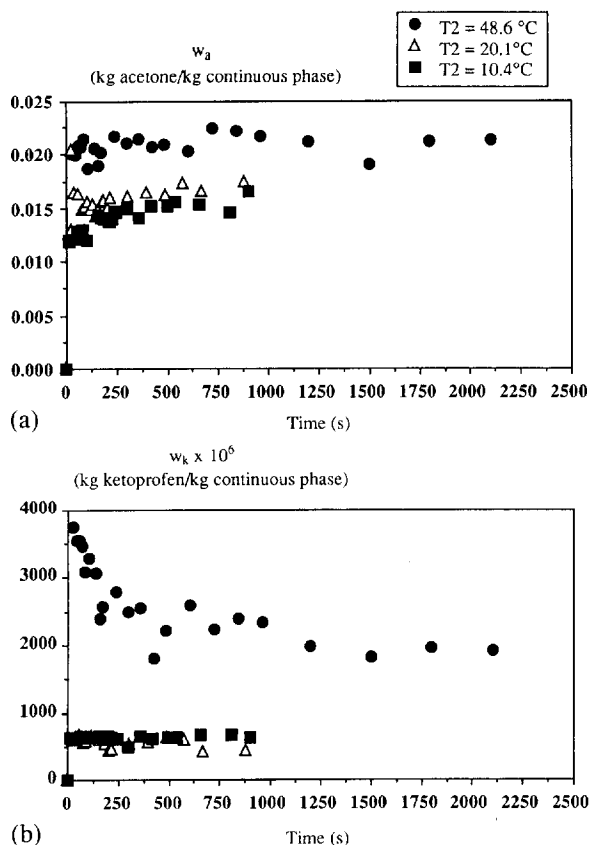 T2 = 48.6 °C
T2 = 20.1°C
T2 = 10.4°C
wa
(kg acetone/kg continuous phase)
0.025
0.020
0.015
0.010
0.005
0.000
0 250 500 750 1000 1250 1500 1750 2000 2250 2500
(a)
Time (s)
wk x 10⁶
(kg ketoprofen/kg continuous phase)
4000
3000
2000
1000
0
0 250 500 750 1000 1250 1500 1750 2000 2250 2500
(b)
Time (s)